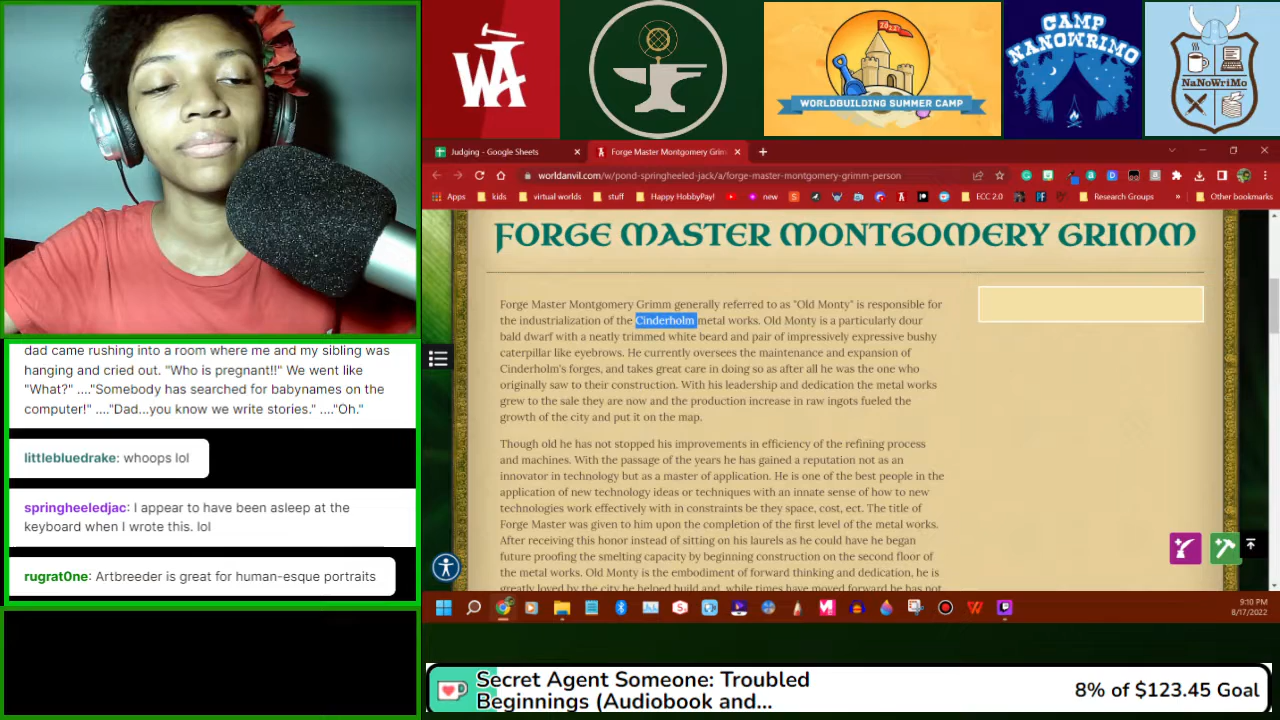 WA
2022
WORLDBUILDING SUMMER CAMP
CAMP
NANOWRIMO
NaNoWriMo
Judging - Google Sheets
Forge Master Montgomery Grim
worldanvil.com/w/pond-springheeled-jack/a/forge-master-montgomery-grimm-person
Apps
kids
virtual worlds
stuff
Happy HobbyPay!
new
ECC 2.0
Research Groups
»
Other bookmarks
FORGE MASTER MONTGOMERY GRIMM
Forge Master Montgomery Grimm generally referred to as "Old Monty" is responsible for
the industrialization of the Cinderholm metal works. Old Monty is a particularly dour
bald dwarf with a neatly trimmed white beard and pair of impressively expressive bushy
caterpillar like eyebrows. He currently oversees the maintenance and expansion of
Cinderholm's forges, and takes great care in doing so as after all he was the one who
originally saw to their construction. With his leadership and dedication the metal works
grew to the sale they are now and the production increase in raw ingots fueled the
growth of the city and put it on the map.
Though old he has not stopped his improvements in efficiency of the refining process
and machines. With the passage of the years he has gained a reputation not as an
innovator in technology but as a master of application. He is one of the best people in the
application of new technology ideas or techniques with an innate sense of how to new
technologies work effectively with in constraints be they space, cost, ect. The title of
Forge Master was given to him upon the completion of the first level of the metal works.
After receiving this honor instead of sitting on his laurels as he could have he began
future proofing the smelting capacity by beginning construction on the second floor of
the metal works. Old Monty is the embodiment of forward thinking and dedication, he is
greatly loved by the city he helped build and, while times have moved forward he has not
dad came rushing into a room where me and my sibling was
hanging and cried out. "Who is pregnant!!" We went like
"What?" ...."Somebody has searched for babynames on the
computer!" ...."Dad...you know we write stories." ...."Oh."
littlebluedrake: whoops lol
springheeledjac: I appear to have been asleep at the
keyboard when I wrote this. lol
rugrat0ne: Artbreeder is great for human-esque portraits
9:10 PM
8/17/2022
Secret Agent Someone: Troubled
Beginnings (Audiobook and...
8% of $123.45 Goal